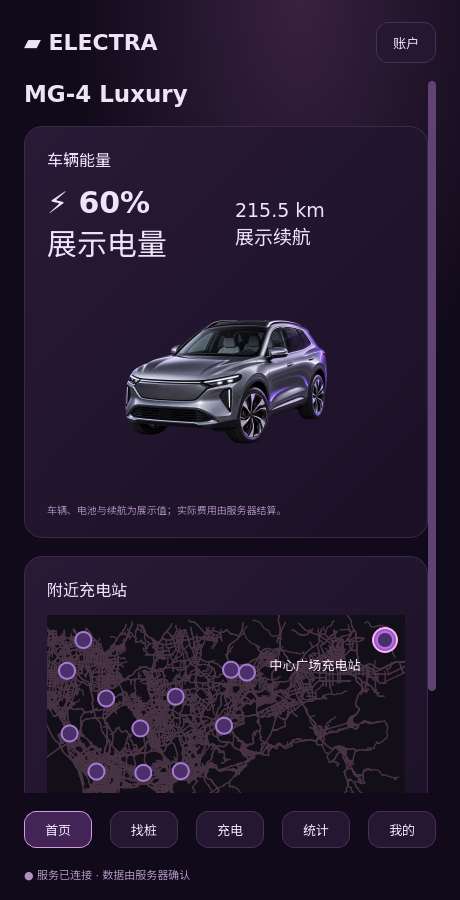 ▰ ELECTRA
账户
MG-4 Luxury
车辆能量
⚡ 60%
展示电量
215.5 km
展示续航
车辆、电池与续航为展示值；实际费用由服务器结算。
附近充电站
中心广场充电站
首页
找桩
充电
统计
我的
● 服务已连接 · 数据由服务器确认